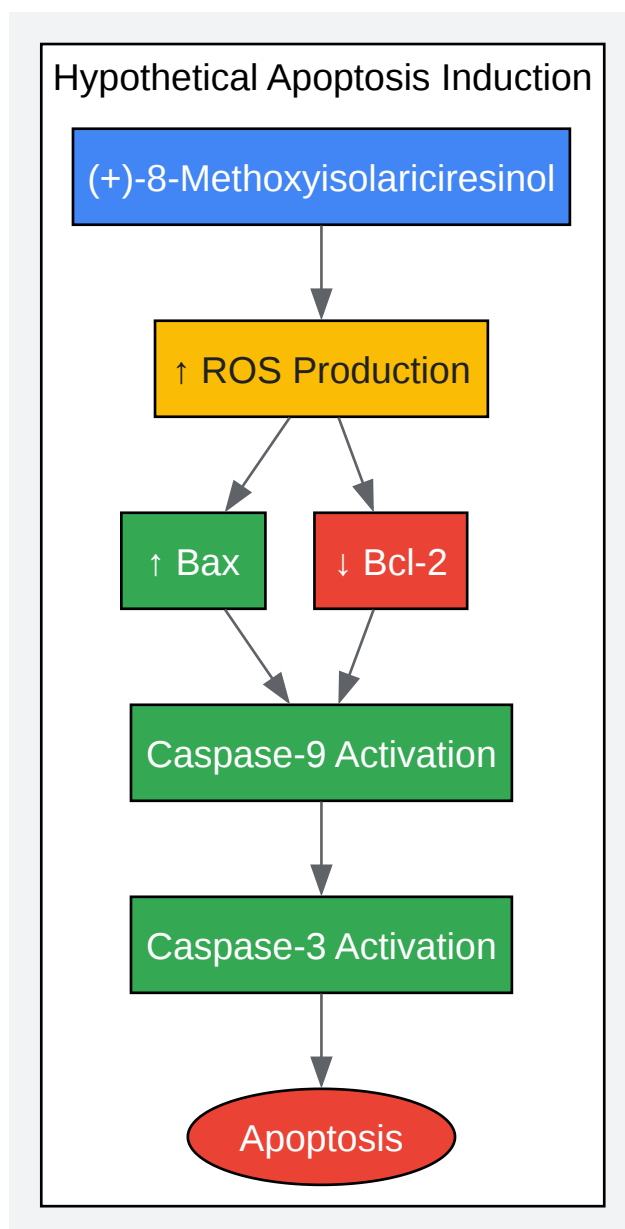 Hypothetical Apoptosis Induction
(+)-8-Methoxyisolariciresinol
↑ ROS Production
↑ Bax
↓ Bcl-2
Caspase-9 Activation
Caspase-3 Activation
Apoptosis